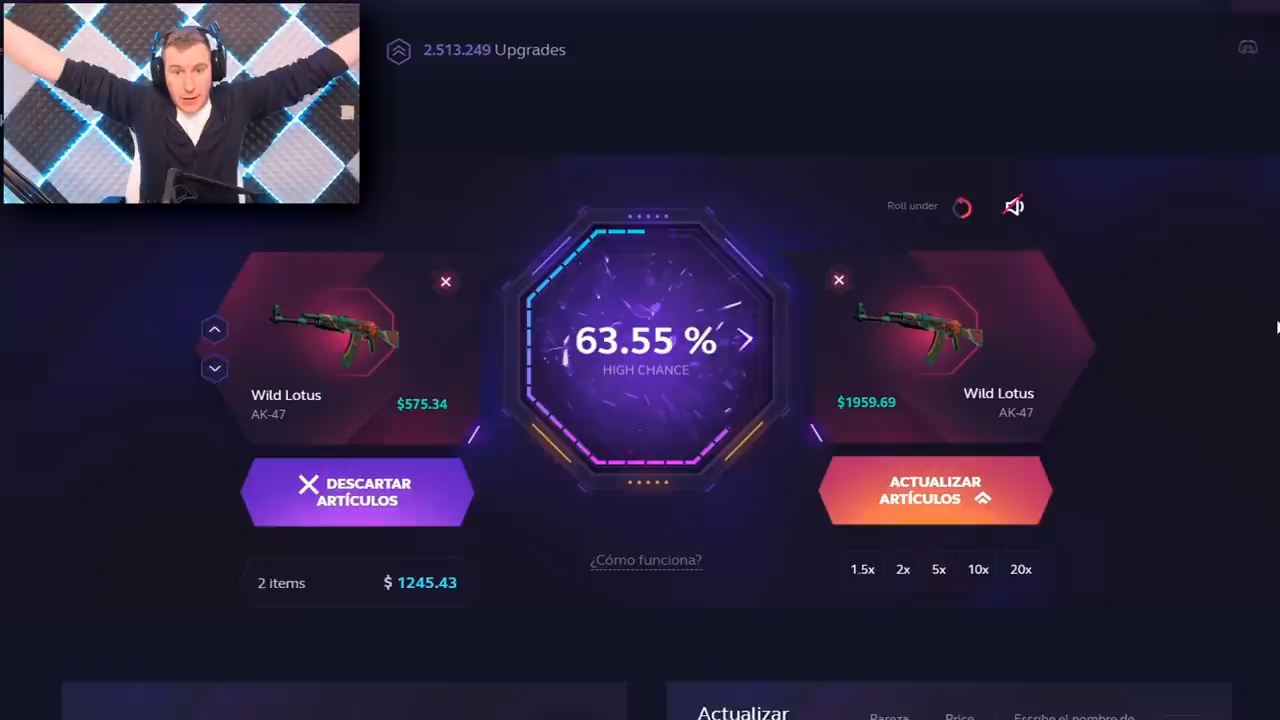 2.513.249 Upgrades
Roll under
63.55 %
HIGH CHANCE
Wild Lotus
AK-47
$575.34
Wild Lotus
AK-47
$1959.69
DESCARTAR
ARTÍCULOS
ACTUALIZAR
ARTÍCULOS
¿Cómo funciona?
2 items
$ 1245.43
1.5x
2x
5x
10x
20x
Actualizar
Rareza
Price
Escribe el nombre de